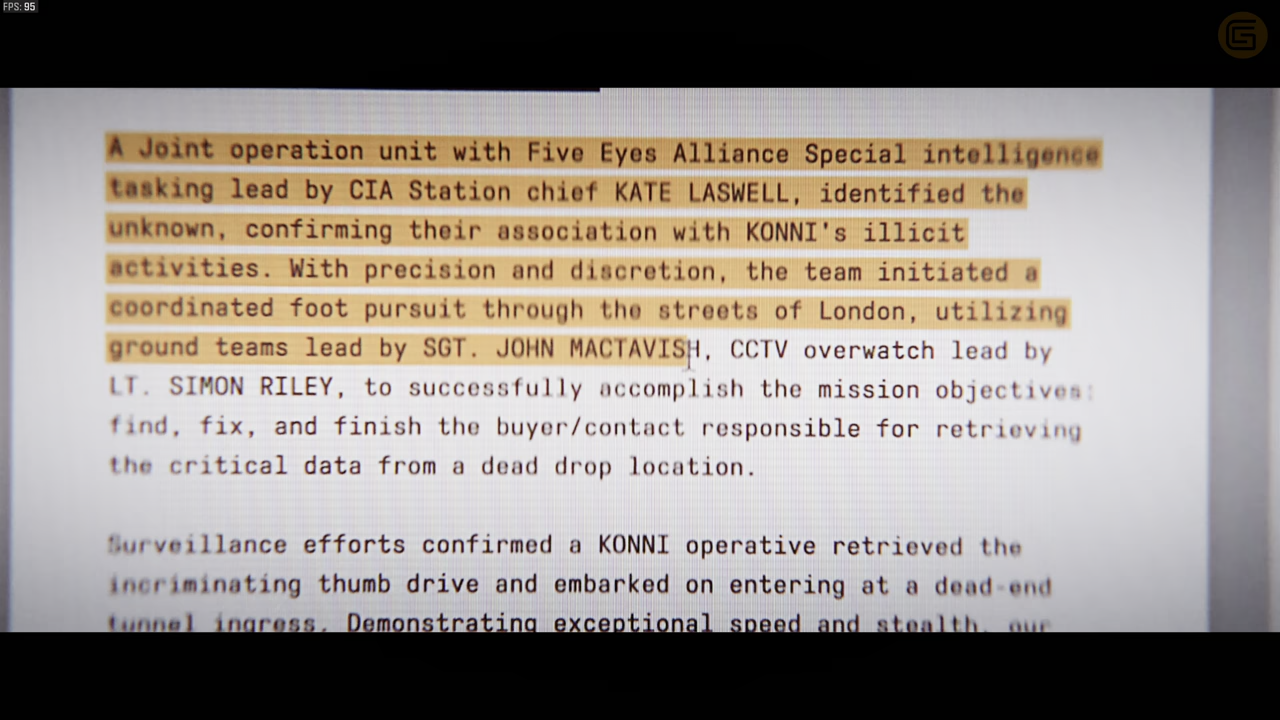 FPS: 95
A Joint operation unit with Five Eyes Alliance Special intelligence
tasking lead by CIA Station chief KATE LASWELL, identified the
unknown, confirming their association with KONNI's illicit
activities. With precision and discretion, the team initiated a
coordinated foot pursuit through the streets of London, utilizing
ground teams lead by SGT. JOHN MACTAVISH, CCTV overwatch lead by
LT. SIMON RILEY, to successfully accomplish the mission objectives:
find, fix, and finish the buyer/contact responsible for retrieving
the critical data from a dead drop location.
Surveillance efforts confirmed a KONNI operative retrieved the
incriminating thumb drive and embarked on entering at a dead-end
tunnel ingress. Demonstrating exceptional speed and stealth, our